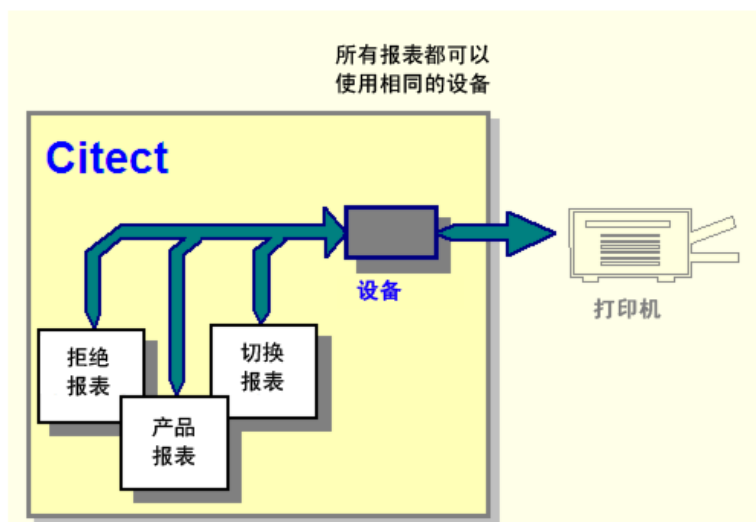 所有报表都可以
使用相同的设备
Citect
设备
打印机
拒绝
报表
切换
报表
产品
报表